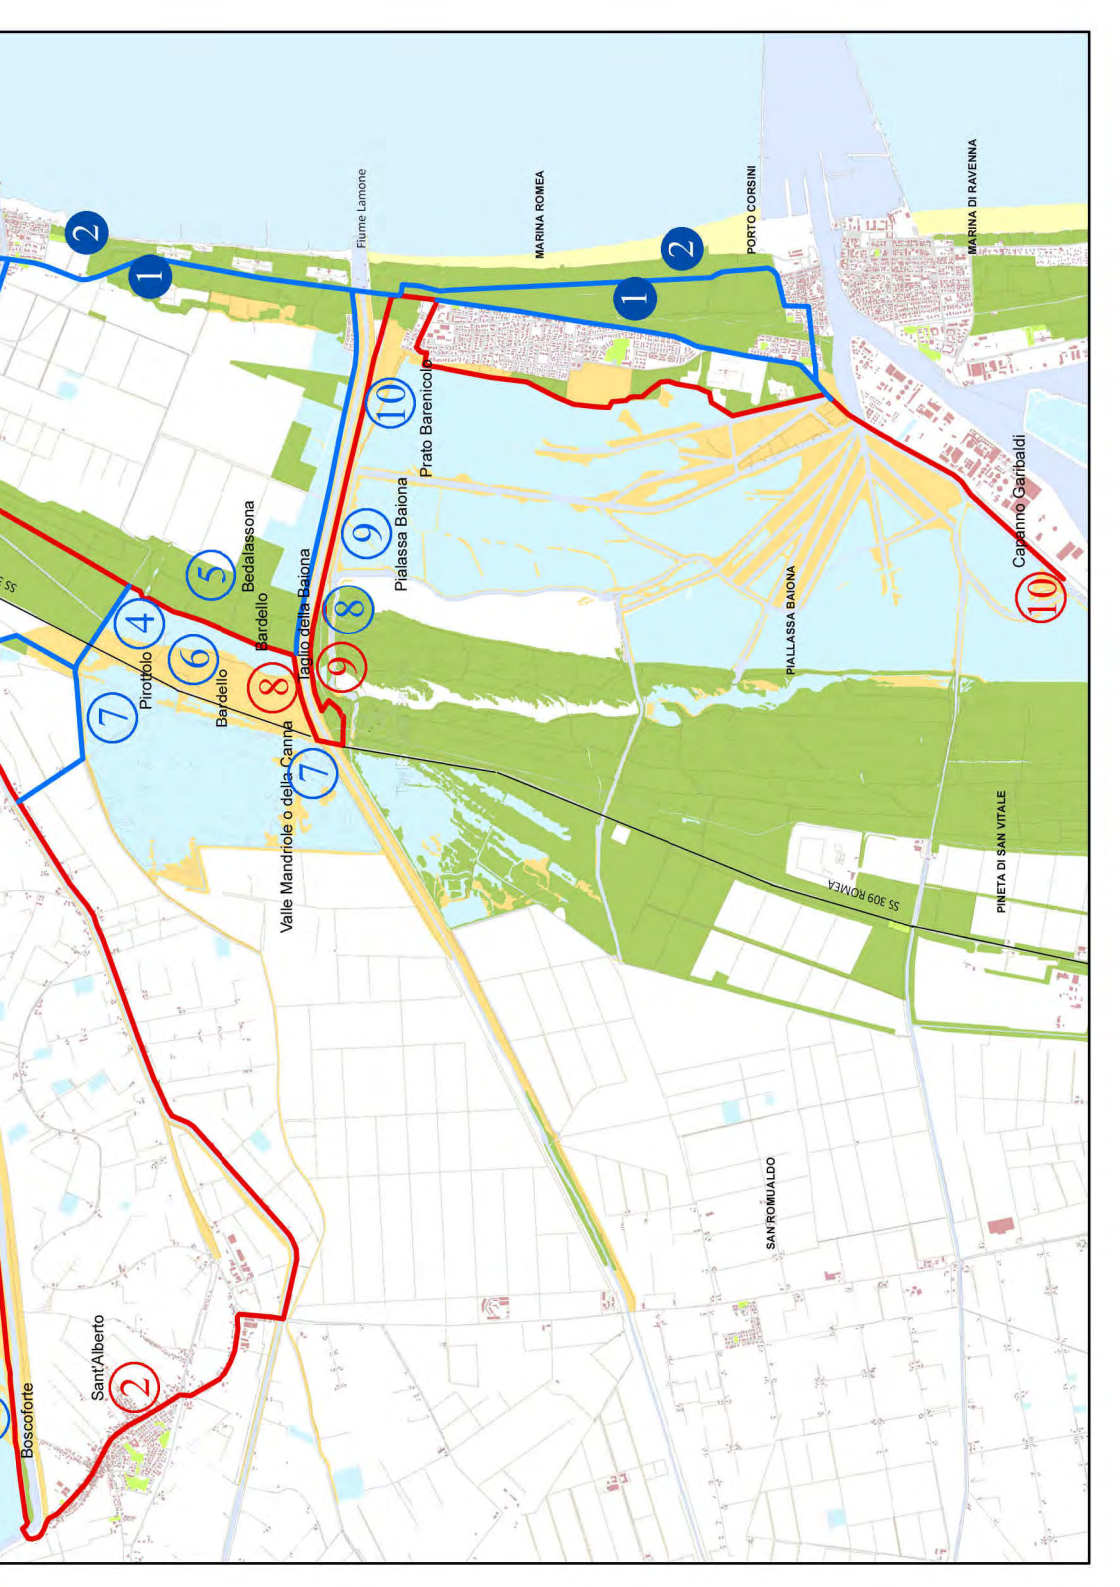 2
1
Fiume Lamone
MARINA ROMEA
2
1
PORTO CORSINI
MARINA DI RAVENNA
10
Prato Barenicolo
9
Pialassa Baiona
5
Bedalassona
Bardello
Taglio della Baiona
8
9
8
4
Pirottolo
6
Bardello
7
7
Valle Mandriole o della Canna
PIALLASSA BAIONA
Capanno Garibaldi
10
SS 309 ROMEA
PINETA DI SAN VITALE
SAN ROMUALDO
Sant'Alberto
2
Boscoforte